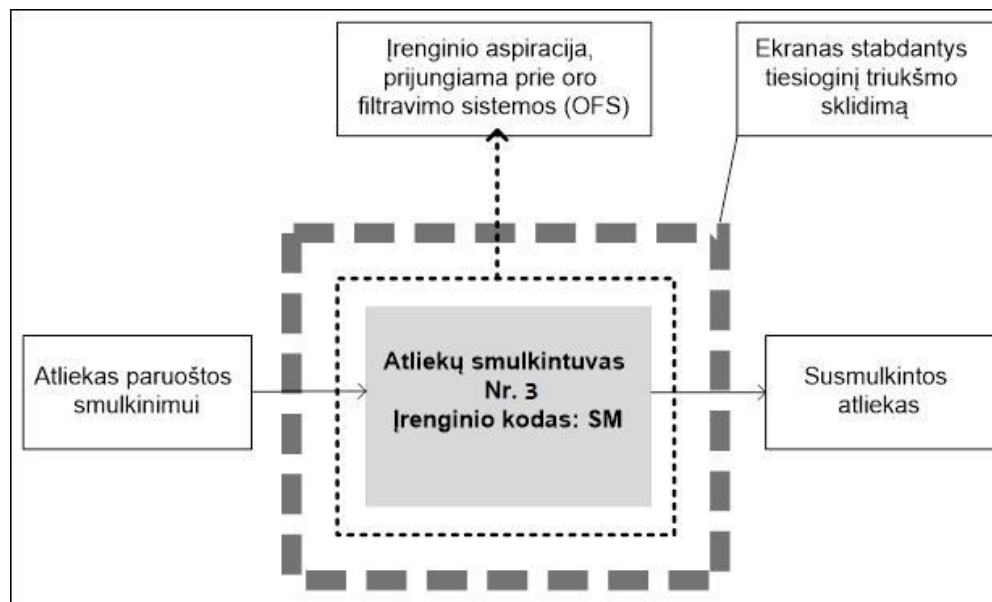 Įrenginio aspiracija,
prijungiama prie oro
filtravimo sistemos (OFS)
Ekranas stabdantys
tiesioginį triukšmo
sklidimą
Atliekas paruoštos
smulkinimui
Atliekų smulkintuvas
Nr. 3
Įrenginio kodas: SM
Susmulkintos
atliekas